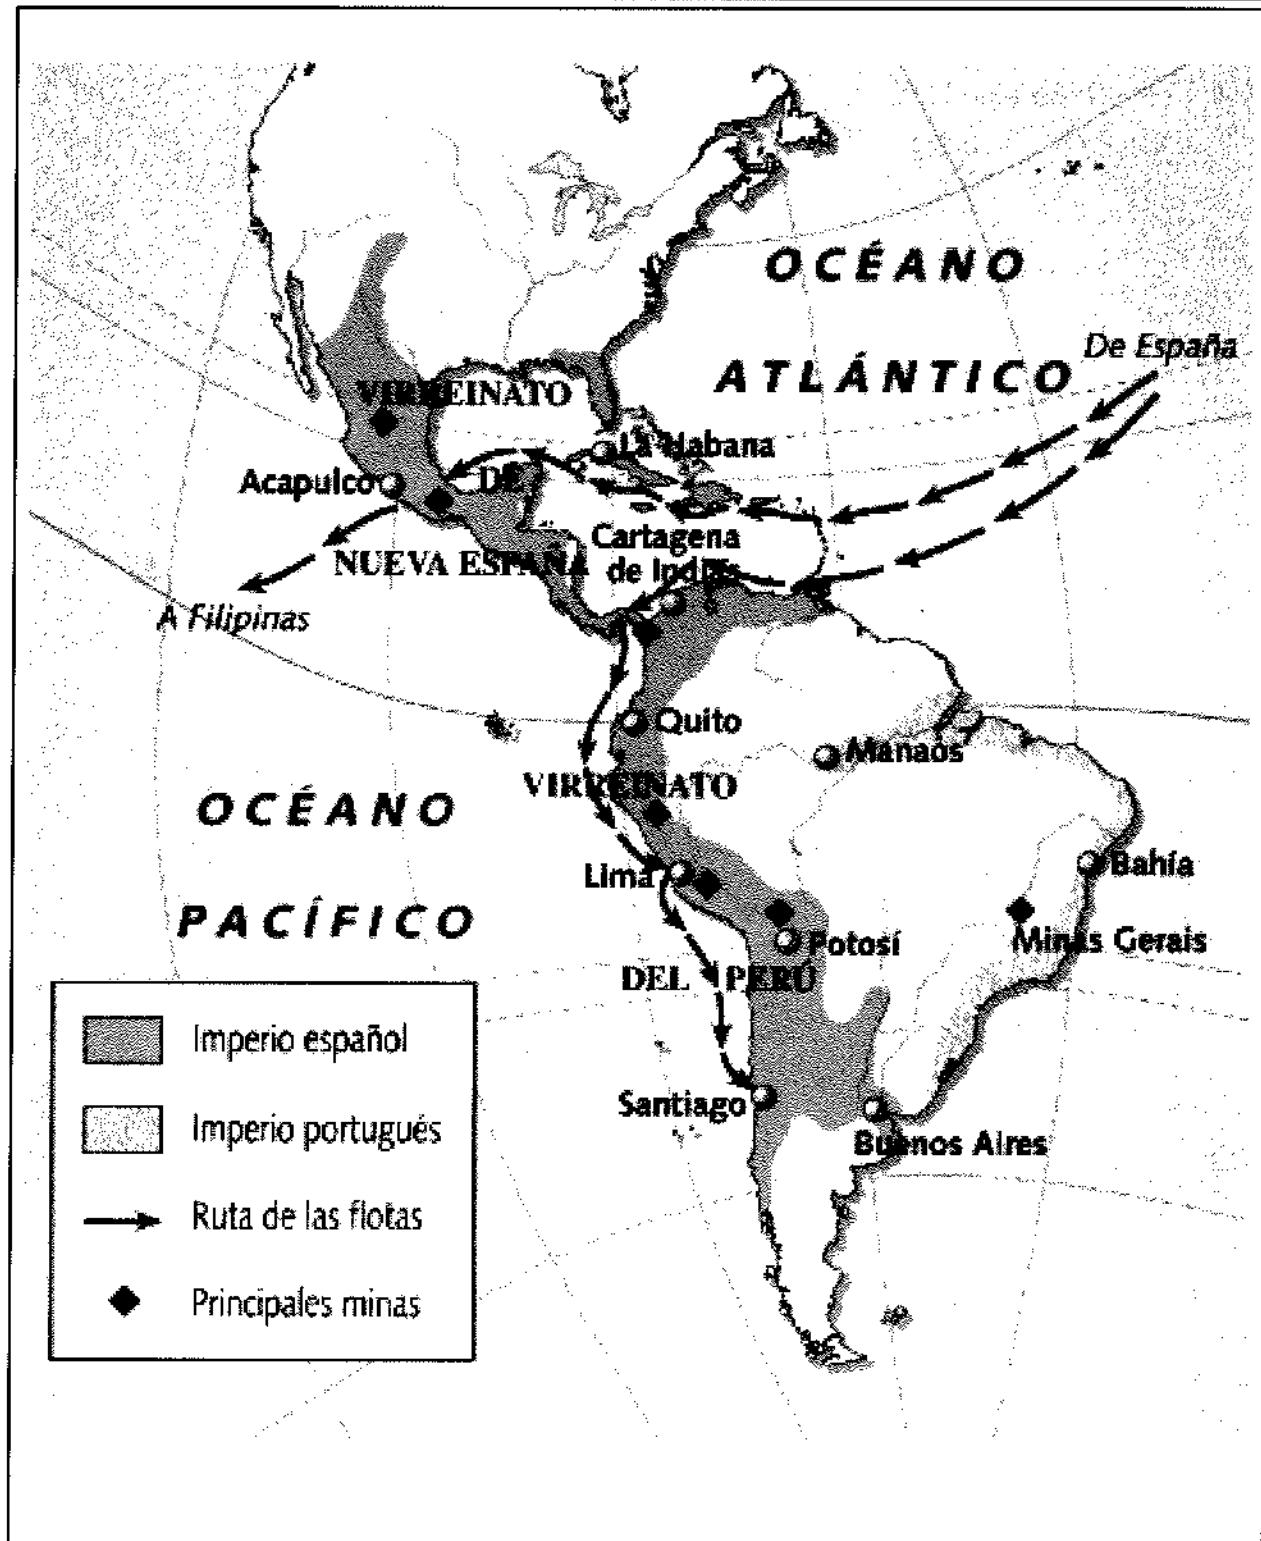 OCÉANO
ATLÁNTICO
De España
VIRREINATO
La Habana
Acapulco
DE
Cartagena
de Indias
NUEVA ESPAÑA
A Filipinas
Quito
Manaos
VIRREINATO
OCÉANO
Lima
Bahía
PACÍFICO
Potosí
Minas Gerais
DEL PERÚ
Imperio español
Santiago
Imperio portugués
Buenos Aires
Ruta de las flotas
Principales minas